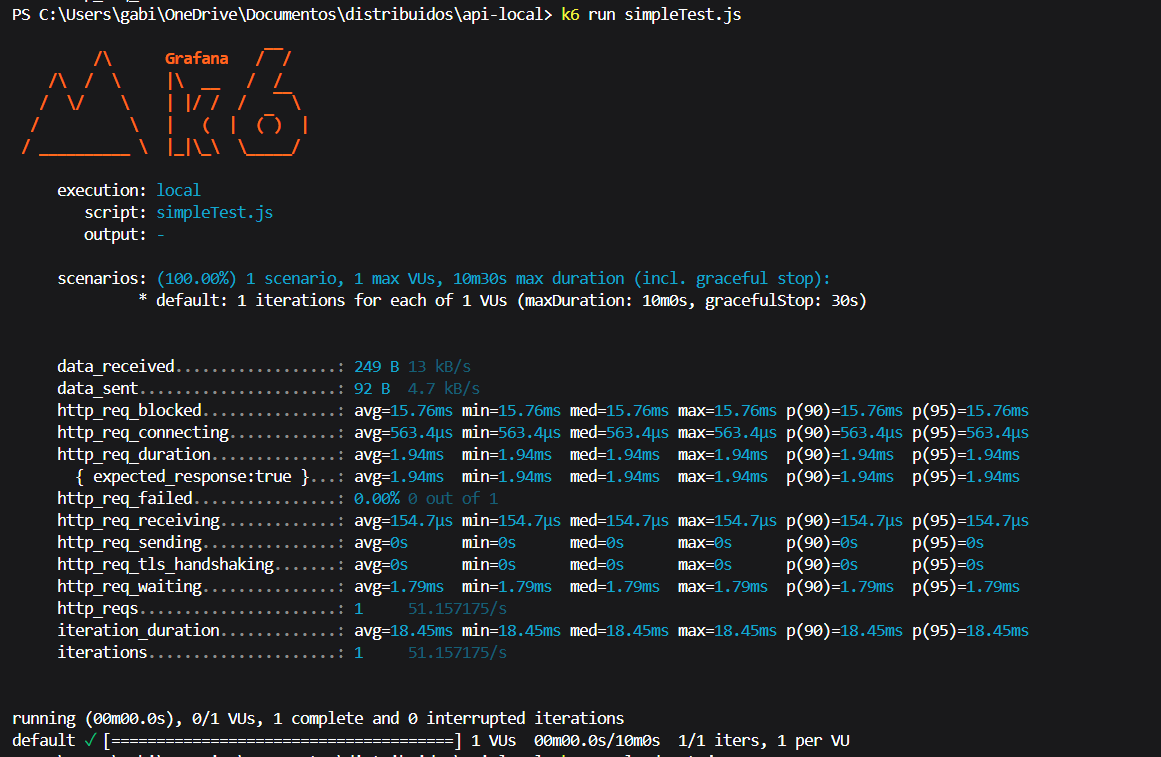 PS C:\Users\gabi\OneDrive\Documentos\distribuidos\api-local> k6 run simpleTest.js
Grafana
execution: local
script: simpleTest.js
output: -
scenarios: (100.00%) 1 scenario, 1 max VUs, 10m30s max duration (incl. graceful stop):
* default: 1 iterations for each of 1 VUs (maxDuration: 10m0s, gracefulStop: 30s)
data_received..................: 249 B 13 kB/s
data_sent......................: 92 B  4.7 kB/s
http_req_blocked...............: avg=15.76ms min=15.76ms med=15.76ms max=15.76ms p(90)=15.76ms p(95)=15.76ms
http_req_connecting............: avg=563.4µs min=563.4µs med=563.4µs max=563.4µs p(90)=563.4µs p(95)=563.4µs
http_req_duration..............: avg=1.94ms  min=1.94ms  med=1.94ms  max=1.94ms  p(90)=1.94ms  p(95)=1.94ms
{ expected_response:true }...: avg=1.94ms  min=1.94ms  med=1.94ms  max=1.94ms  p(90)=1.94ms  p(95)=1.94ms
http_req_failed................: 0.00% 0 out of 1
http_req_receiving.............: avg=154.7µs min=154.7µs med=154.7µs max=154.7µs p(90)=154.7µs p(95)=154.7µs
http_req_sending...............: avg=0s      min=0s      med=0s      max=0s      p(90)=0s      p(95)=0s
http_req_tls_handshaking.......: avg=0s      min=0s      med=0s      max=0s      p(90)=0s      p(95)=0s
http_req_waiting...............: avg=1.79ms  min=1.79ms  med=1.79ms  max=1.79ms  p(90)=1.79ms  p(95)=1.79ms
http_reqs......................: 1     51.157175/s
iteration_duration.............: avg=18.45ms min=18.45ms med=18.45ms max=18.45ms p(90)=18.45ms p(95)=18.45ms
iterations.....................: 1     51.157175/s
running (00m00.0s), 0/1 VUs, 1 complete and 0 interrupted iterations
default ✓ [======================================] 1 VUs  00m00.0s/10m0s  1/1 iters, 1 per VU